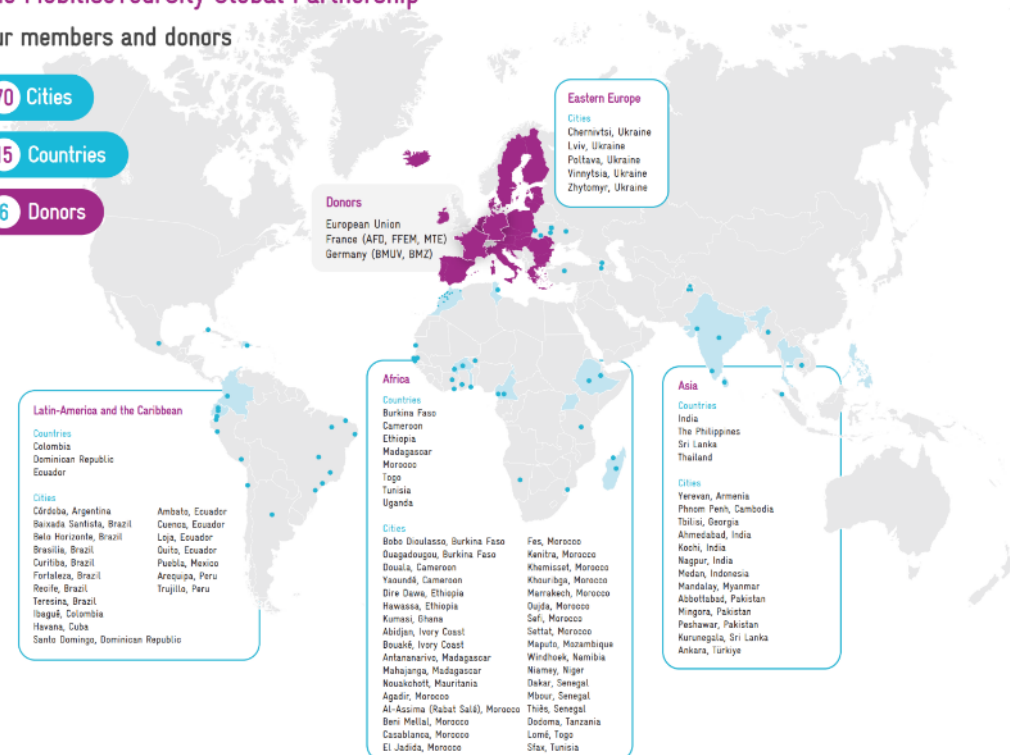 MobiliseYourCity Global Partnership
members and donors
70 Cities
15 Countries
6 Donors
Eastern Europe
Cities
Chernivtsi, Ukraine
Lviv, Ukraine
Poltava, Ukraine
Vinnytsia, Ukraine
Zhytomyr, Ukraine
Donors
European Union
France (AFD, FFEM, MTE)
Germany (BMUV, BMZ)
Latin-America and the Caribbean
Countries
Colombia
Dominican Republic
Ecuador
Cities
Córdoba, Argentina
Baixada Santista, Brazil
Belo Horizonte, Brazil
Brasilia, Brazil
Curitiba, Brazil
Fortaleza, Brazil
Recife, Brazil
Teresina, Brazil
Ibagué, Colombia
Havana, Cuba
Santo Domingo, Dominican Republic
Ambato, Ecuador
Cuenca, Ecuador
Loja, Ecuador
Quito, Ecuador
Puebla, Mexico
Arequipa, Peru
Trujillo, Peru
Africa
Countries
Burkina Faso
Cameroon
Ethiopia
Madagascar
Morocco
Togo
Tunisia
Uganda
Cities
Bobo Dioulasso, Burkina Faso
Ouagadougou, Burkina Faso
Douala, Cameroon
Yaoundé, Cameroon
Dire Dawa, Ethiopia
Hawassa, Ethiopia
Kumasi, Ghana
Abidjan, Ivory Coast
Bouaké, Ivory Coast
Antananarivo, Madagascar
Mahajanga, Madagascar
Nouakchott, Mauritania
Agadir, Morocco
Al-Assima (Rabat Salé), Morocco
Beni Mellal, Morocco
Casablanca, Morocco
El Jadida, Morocco
Fes, Morocco
Kenitra, Morocco
Khemisset, Morocco
Khouribga, Morocco
Marrakech, Morocco
Oujda, Morocco
Safi, Morocco
Settat, Morocco
Maputo, Mozambique
Windhoek, Namibia
Niamey, Niger
Dakar, Senegal
Mbour, Senegal
Thiès, Senegal
Dodoma, Tanzania
Lomé, Togo
Sfax, Tunisia
Asia
Countries
India
The Philippines
Sri Lanka
Thailand
Cities
Yerevan, Armenia
Phnom Penh, Cambodia
Tbilisi, Georgia
Ahmedabad, India
Kochi, India
Nagpur, India
Medan, Indonesia
Mandalay, Myanmar
Abbottabad, Pakistan
Mingora, Pakistan
Peshawar, Pakistan
Kurunegala, Sri Lanka
Ankara, Türkiye